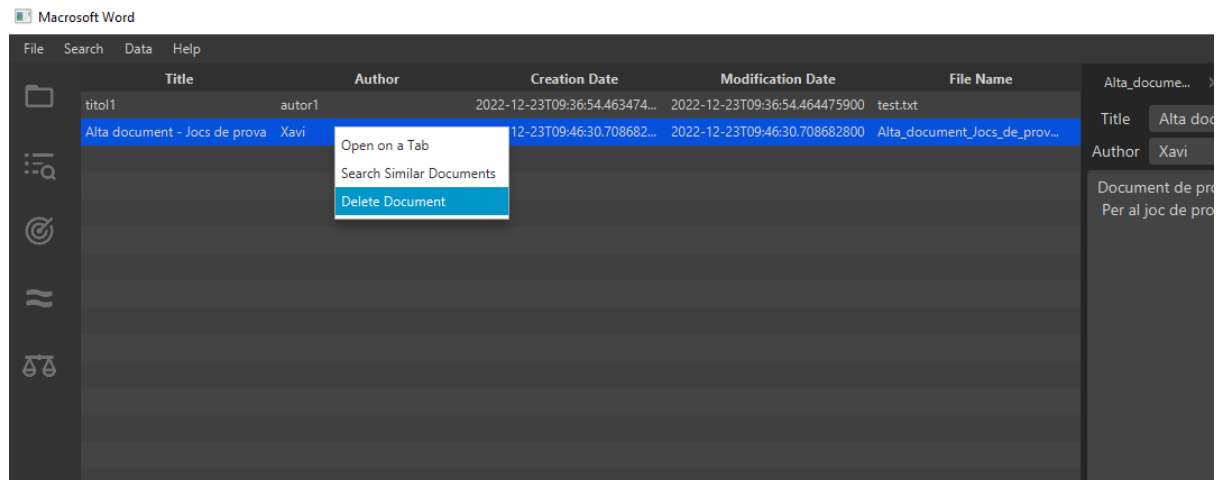 Macrosoft Word
File Search Data Help
Title Author Creation Date Modification Date File Name
Alta_docume...
titol1 autor1 2022-12-23T09:36:54.463474... 2022-12-23T09:36:54.464475900 test.txt
Title Alta doc
Alta document - Jocs de prova Xavi 12-23T09:46:30.708682... 2022-12-23T09:46:30.708682800 Alta_document_Jocs_de_prov...
Author Xavi
Open on a Tab
Search Similar Documents
Delete Document
Document de pro
Per al joc de pro